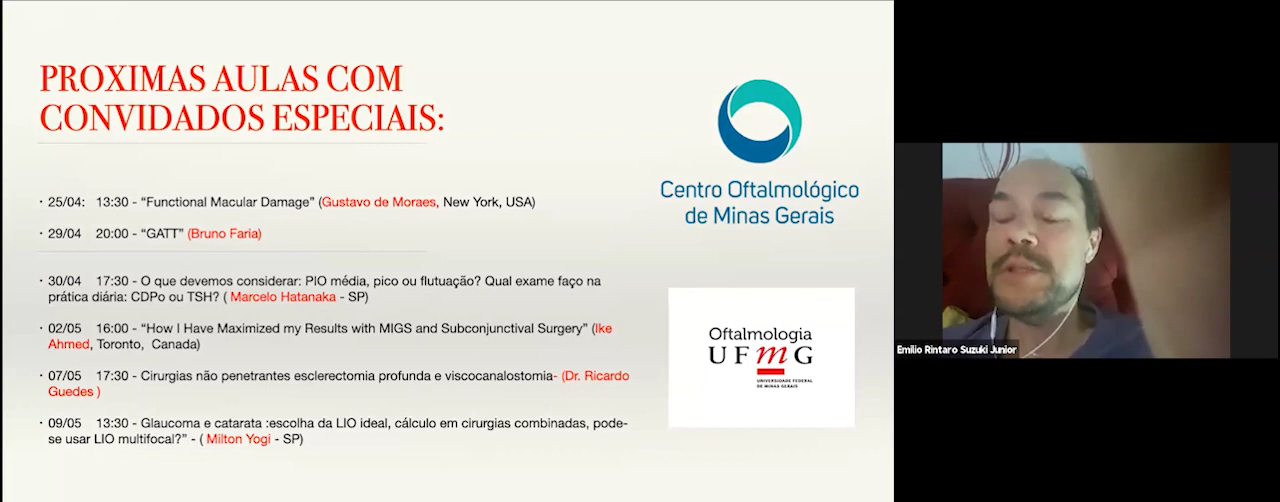 PROXIMAS AULAS COM
CONVIDADOS ESPECIAIS:
· 25/04: 13:30 - “Functional Macular Damage” (Gustavo de Moraes, New York, USA)
· 29/04 20:00 - “GATT” (Bruno Faria)
· 30/04 17:30 - O que devemos considerar: PIO média, pico ou flutuação? Qual exame faço na
prática diária: CDPo ou TSH? ( Marcelo Hatanaka - SP)
· 02/05 16:00 - “How I Have Maximized my Results with MIGS and Subconjunctival Surgery” (Ike
Ahmed, Toronto, Canada)
· 07/05 17:30 - Cirurgias não penetrantes esclerectomia profunda e viscocanalostomia- (Dr. Ricardo
Guedes )
· 09/05 13:30 - Glaucoma e catarata :escolha da LIO ideal, cálculo em cirurgias combinadas, pode-
se usar LIO multifocal?” - ( Milton Yogi - SP)
Centro Oftalmológico
de Minas Gerais
Oftalmologia
UFmG
UNIVERSIDADE FEDERAL
DE MINAS GERAIS
Emilio Rintaro Suzuki Junior